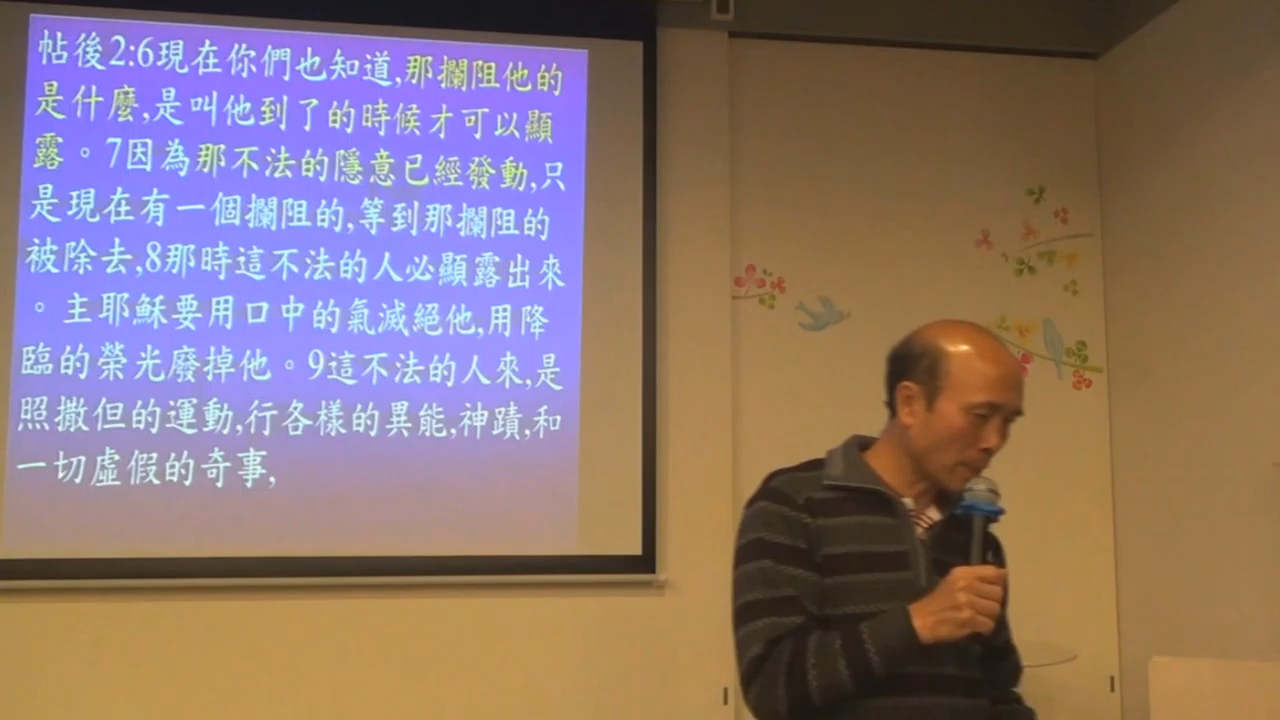 帖後2:6現在你們也知道,那攔阻他的
是什麼,是叫他到了的時候才可以顯
露。7因為那不法的隱意已經發動,只
是現在有一個攔阻的,等到那攔阻的
被除去,8那時這不法的人必顯露出來
。主耶穌要用口中的氣滅絕他,用降
臨的榮光廢掉他。9這不法的人來,是
照撒但的運動,行各樣的異能,神蹟,和
一切虛假的奇事,